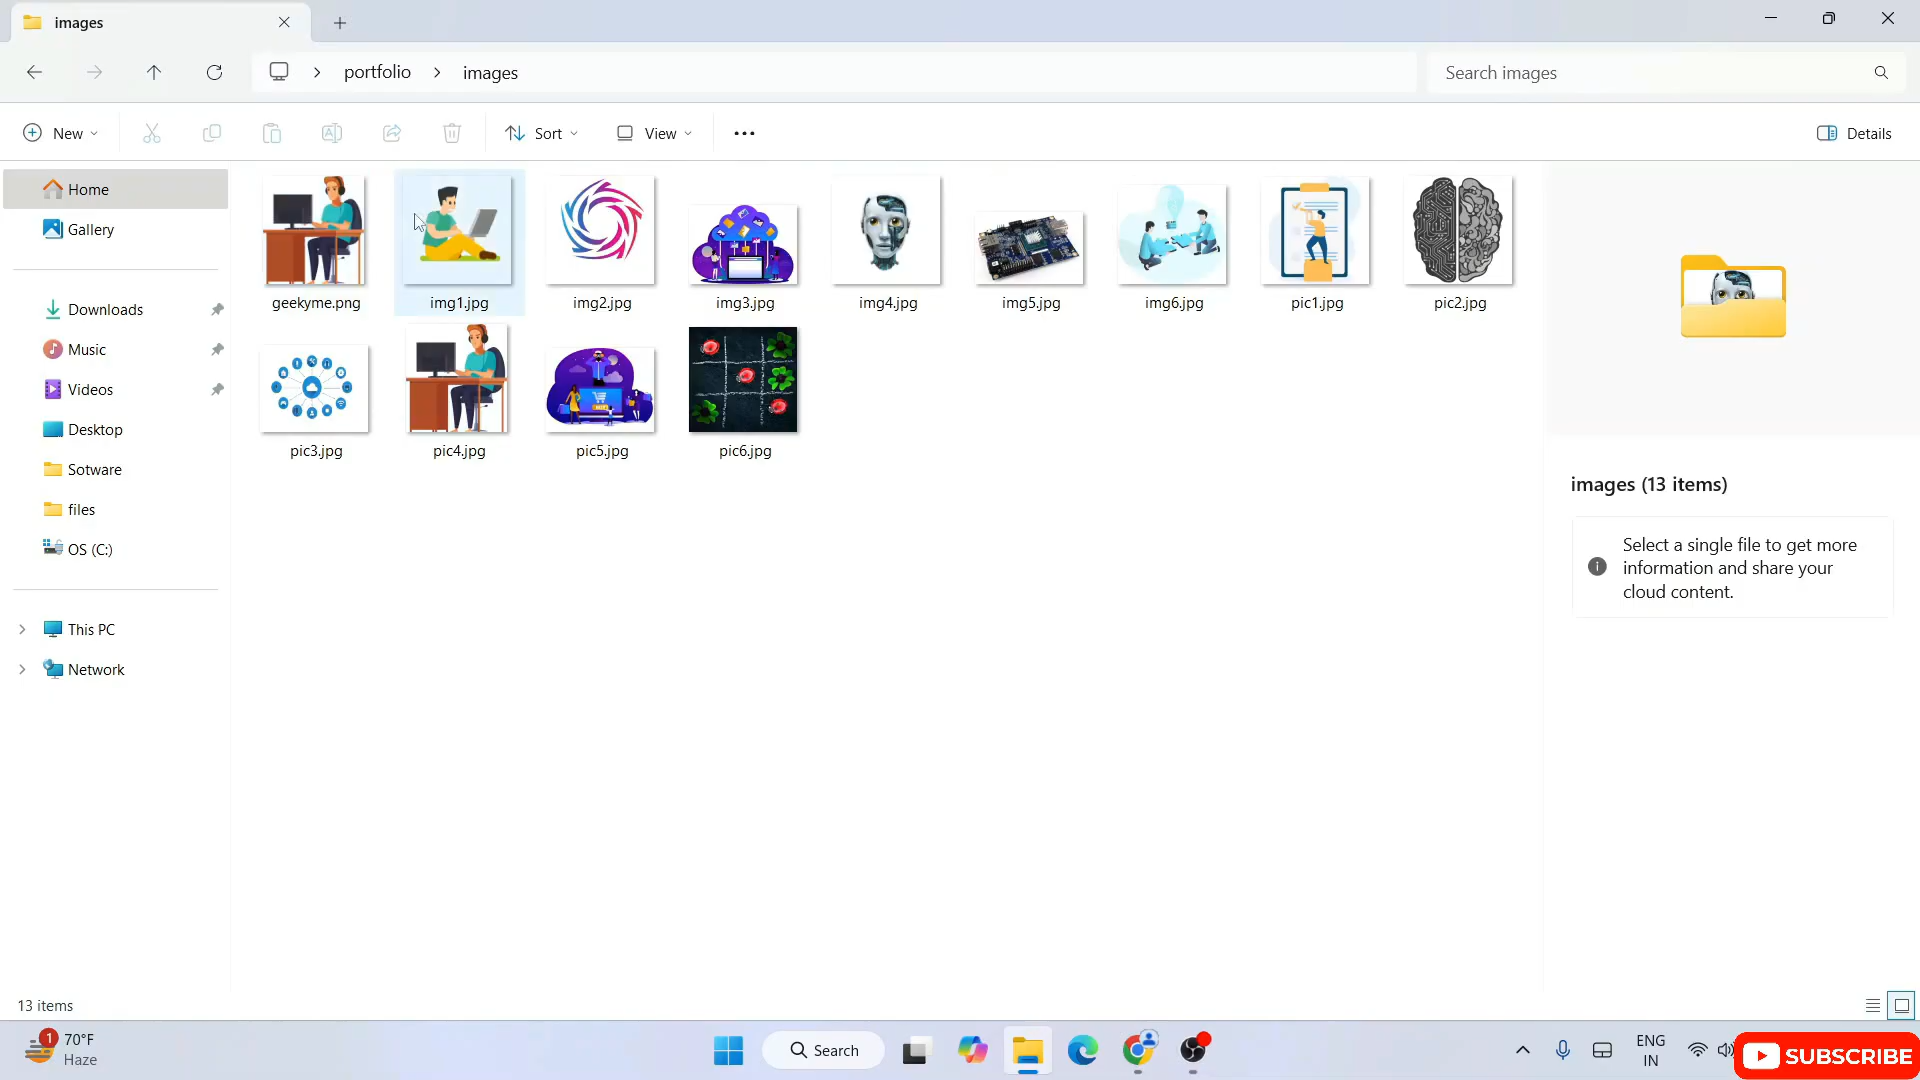 images
portfolio
images
Search images
New
Sort
View
Details
Home
Gallery
Downloads
Music
Videos
Desktop
Sotware
files
OS (C:)
This PC
Network
geekyme.png
img1.jpg
img2.jpg
img3.jpg
img4.jpg
img5.jpg
img6.jpg
pic1.jpg
pic2.jpg
pic3.jpg
pic4.jpg
pic5.jpg
pic6.jpg
images (13 items)
Select a single file to get more
information and share your
cloud content.
13 items
1
70°F
Haze
Search
ENG
IN
SUBSCRIBE